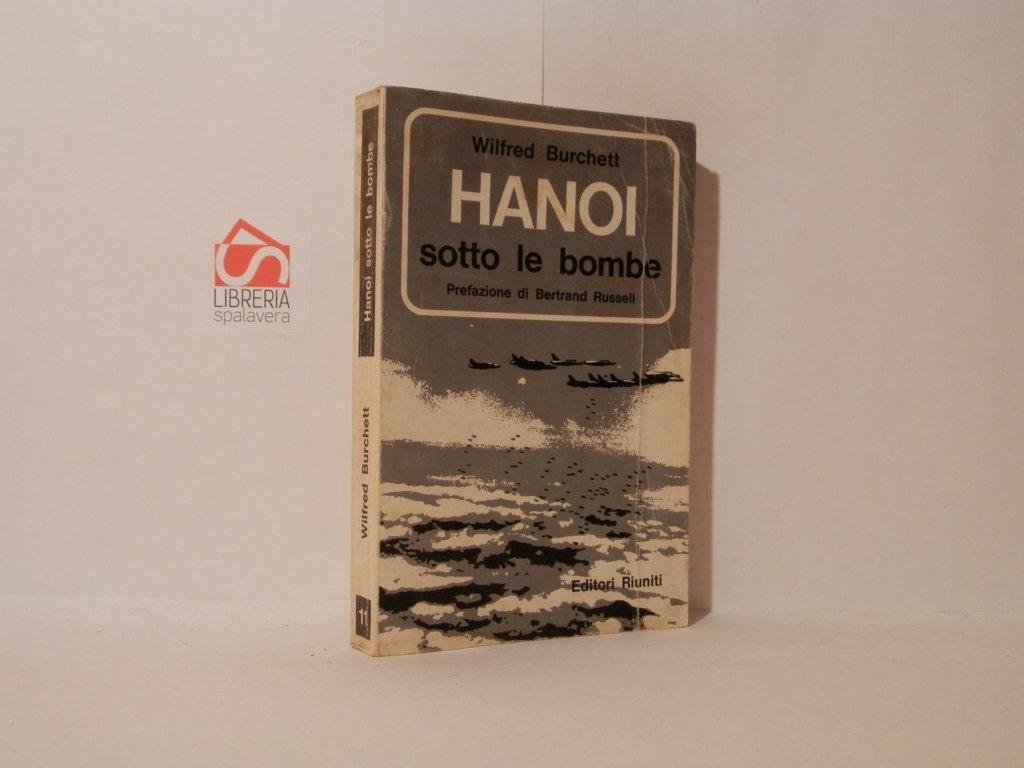 Wilfred Burchett
HANOI
sotto le bombe
Prefazione di Bertrand Russell
Editori Riuniti
Hanoi sotto le bombe
Wilfred Burchett
11
LIBRERIA
spalavera